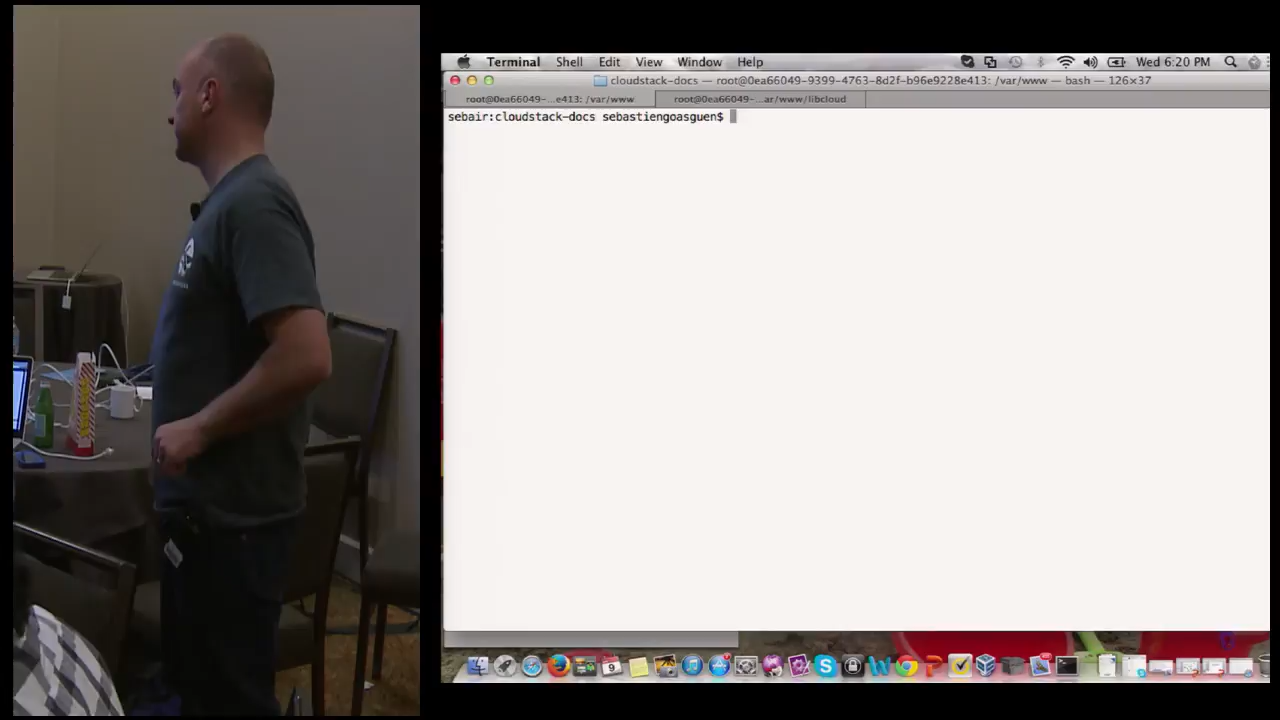 Terminal Shell Edit View Window Help Wed 6:20 PM
cloudstack-docs — root@0ea66049-9399-4763-8d2f-b96e9228e413: /var/www — bash — 126×37
root@0ea66049-...e413: /var/www root@0ea66049-...ar/www/libcloud
sebair:cloudstack-docs sebastiengoasguen$
9